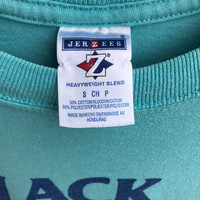 JERZEES
Z
HEAVYWEIGHT BLEND
S CH P
50% COTTON/ALGODON/COTON
50% POLYESTER/POLIESTER/POLYESTER
MADE IN/HECHO EN/FABRIQUE AU
HONDURAS
MACK